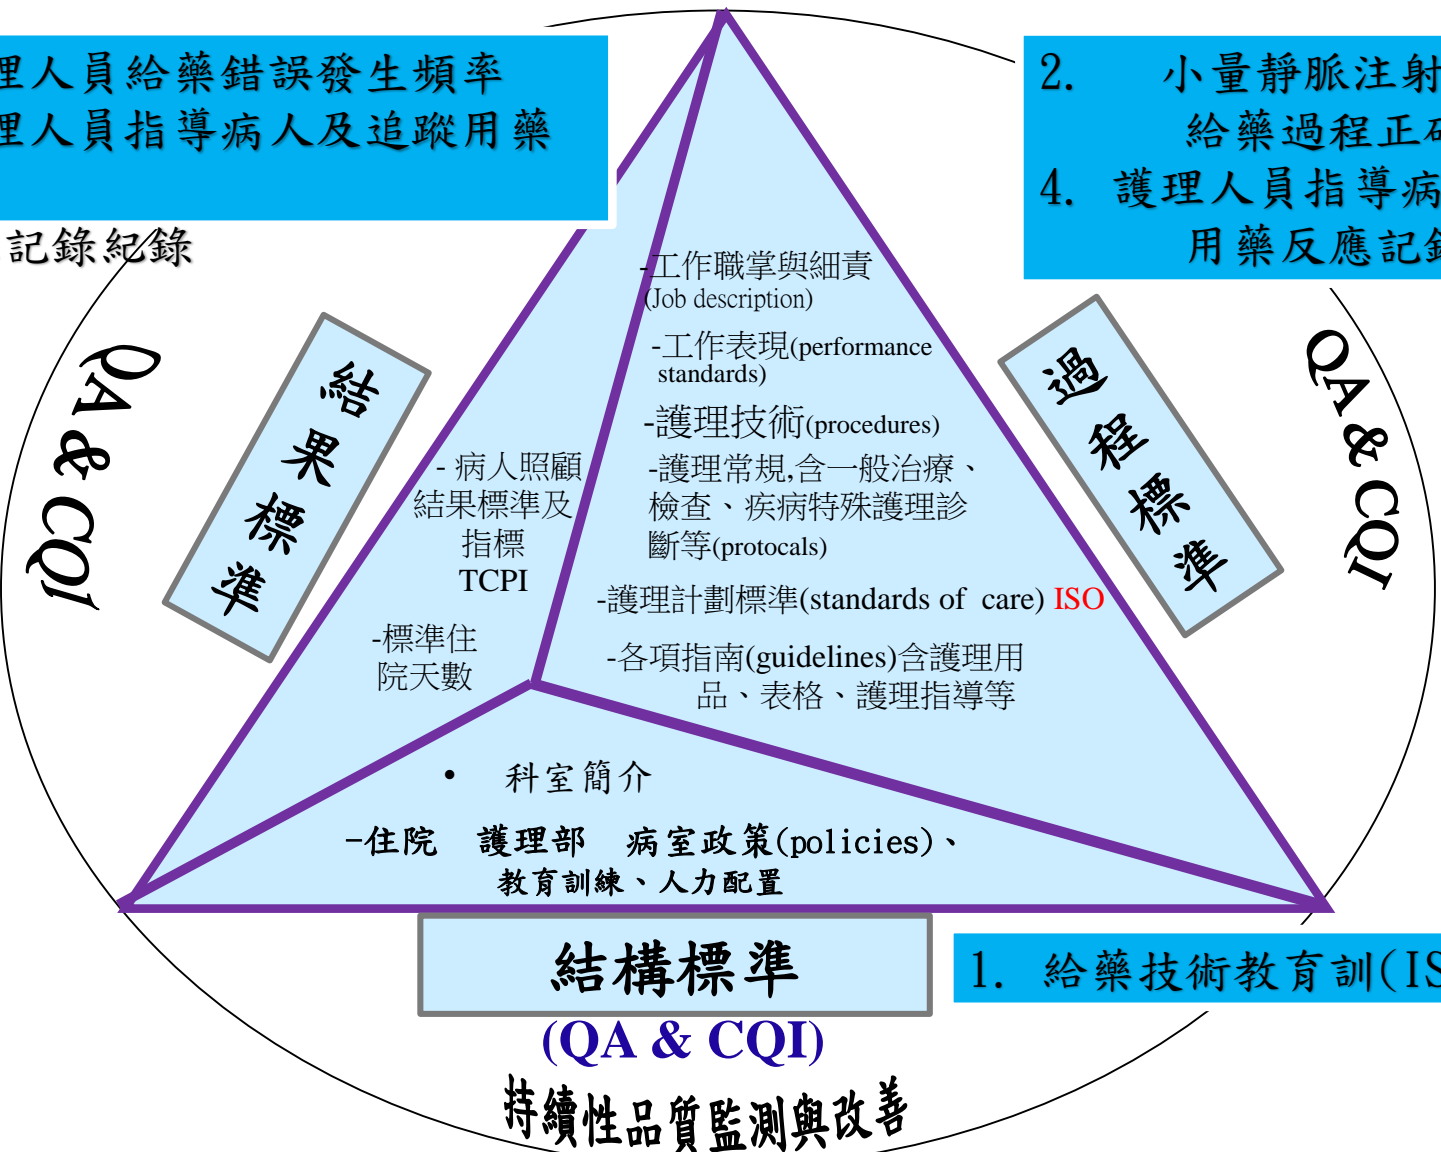 理人員給藥錯誤發生頻率
理人員指導病人及追蹤用藥
記錄紀錄
2. 小量靜脈注射
給藥過程正確
4. 護理人員指導病
用藥反應記錄
QA & CQI
結果標準
過程標準
QA & CQI
-工作職掌與細責
(Job description)
-工作表現(performance
standards)
-護理技術(procedures)
-護理常規,含一般治療、
檢查、疾病特殊護理診
斷等(protocals)
-護理計劃標準(standards of care) ISO
-各項指南(guidelines)含護理用
品、表格、護理指導等
- 病人照顧
結果標準及
指標
TCPI
-標準住
院天數
• 科室簡介
-住院 護理部 病室政策(policies)、
教育訓練、人力配置
結構標準
1. 給藥技術教育訓(IS
(QA & CQI)
持續性品質監測與改善